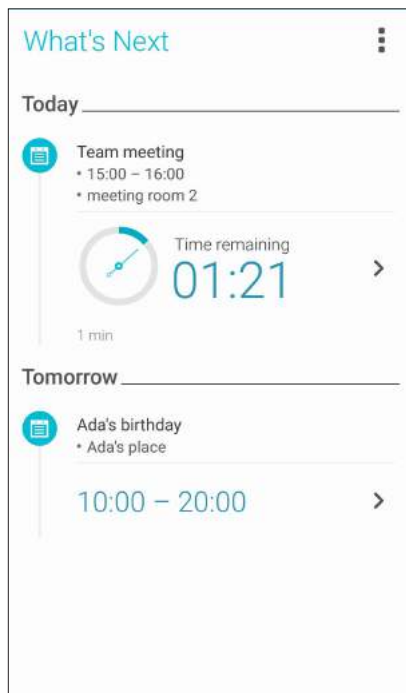 What's Next
Today
Team meeting
• 15:00 – 16:00
• meeting room 2
Time remaining
01:21
1 min
Tomorrow
Ada's birthday
• Ada's place
10:00 – 20:00